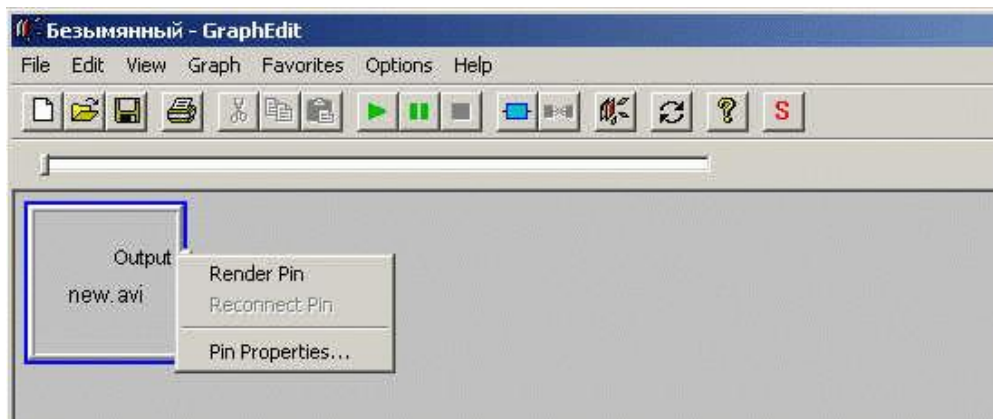 Безымянный - GraphEdit
File Edit View Graph Favorites Options Help
S
Output
new.avi
Render Pin
Reconnect Pin
Pin Properties...